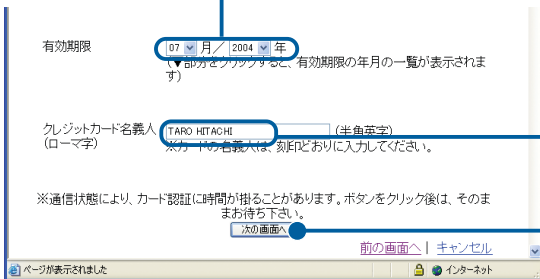 有効期限 07 月／ 2004 年
(▼部分をクリックすると、有効期限の年月の一覧が表示されま
す)
クレジットカード名義人 TARO HITACHI (半角英字)
(ローマ字) ※カードの名義人は、刻印どおりに入力してください。
※通信状態により、カード認証に時間が掛ることがあります。ボタンをクリック後は、そのま
まお待ち下さい。
次の画面へ
前の画面へ | キャンセル
ページが表示されました インターネット